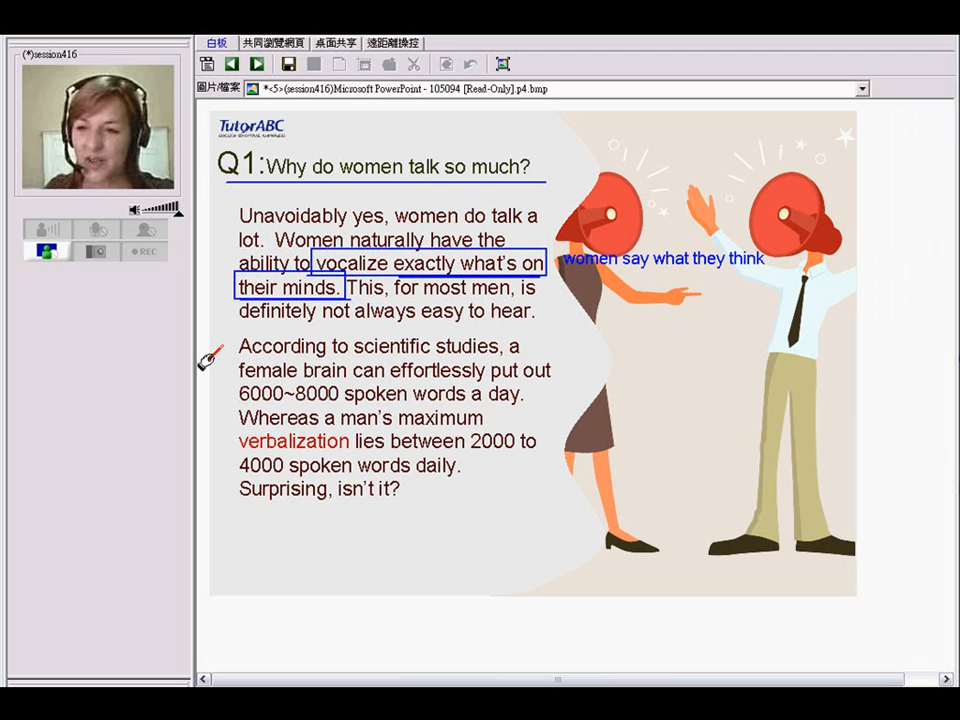 (*)session416
白板 共同瀏覽網頁 桌面共享 遠距離操控
圖片/檔案 *<5>(session416)Microsoft PowerPoint - 105094 [Read-Only].p4.bmp
REC
TutorABC
Q1:Why do women talk so much?
Unavoidably yes, women do talk a
lot. Women naturally have the
ability to vocalize exactly what's on
their minds. This, for most men, is
definitely not always easy to hear.
women say what they think
According to scientific studies, a
female brain can effortlessly put out
6000~8000 spoken words a day.
Whereas a man's maximum
verbalization lies between 2000 to
4000 spoken words daily.
Surprising, isn't it?